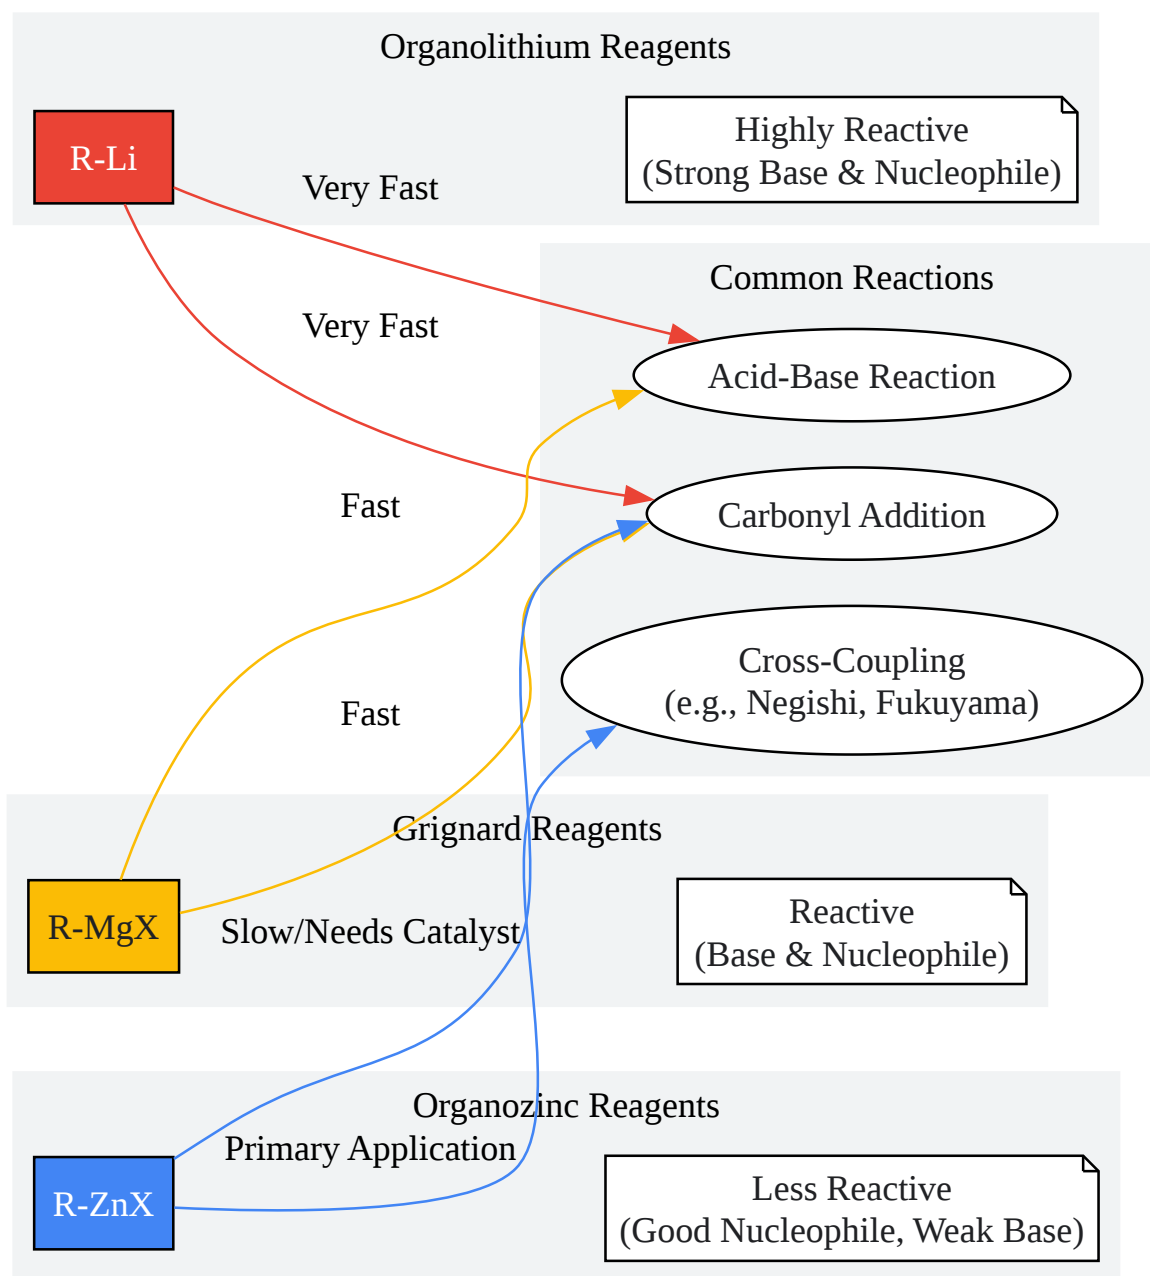 Organolithium Reagents
R-Li
Highly Reactive
(Strong Base & Nucleophile)
Very Fast
Common Reactions
Very Fast
Acid-Base Reaction
Fast
Carbonyl Addition
Cross-Coupling
(e.g., Negishi, Fukuyama)
Fast
Grignard Reagents
R-MgX
Slow/Needs Catalyst
Reactive
(Base & Nucleophile)
Organozinc Reagents
Primary Application
R-ZnX
Less Reactive
(Good Nucleophile, Weak Base)